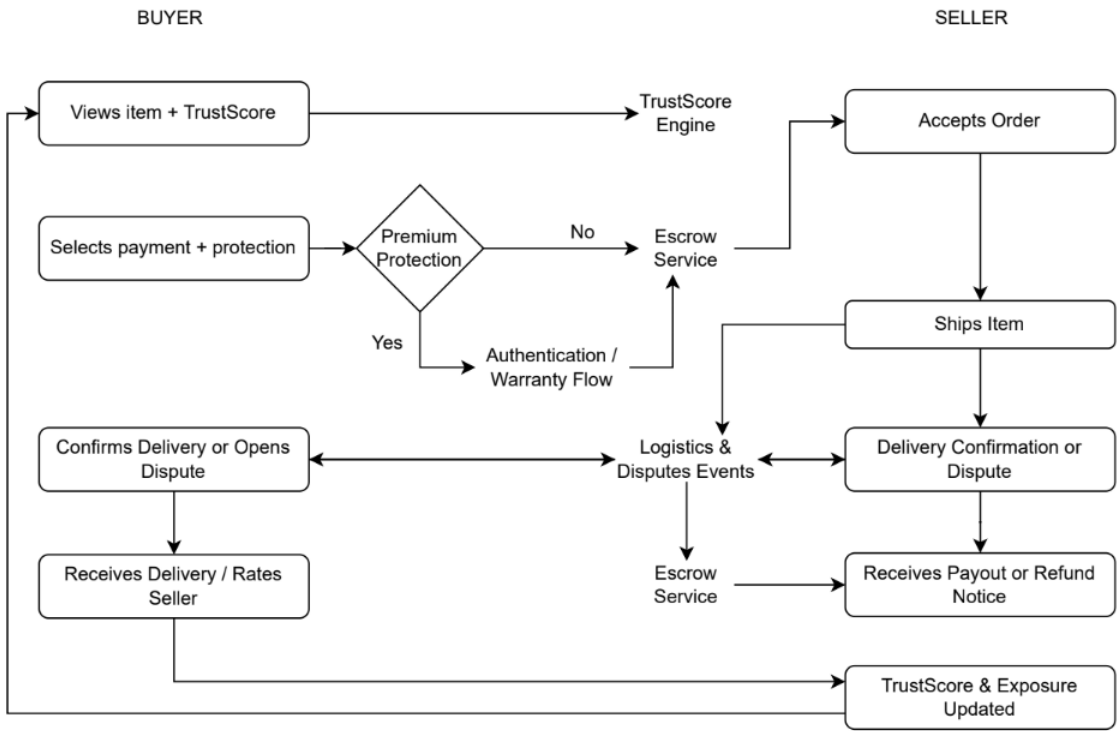 BUYER
SELLER
Views item + TrustScore
TrustScore
Engine
Accepts Order
Selects payment + protection
Premium
Protection
No
Escrow
Service
Ships Item
Yes
Authentication /
Warranty Flow
Confirms Delivery or Opens
Dispute
Logistics &
Disputes Events
Delivery Confirmation or
Dispute
Receives Delivery / Rates
Seller
Escrow
Service
Receives Payout or Refund
Notice
TrustScore & Exposure
Updated